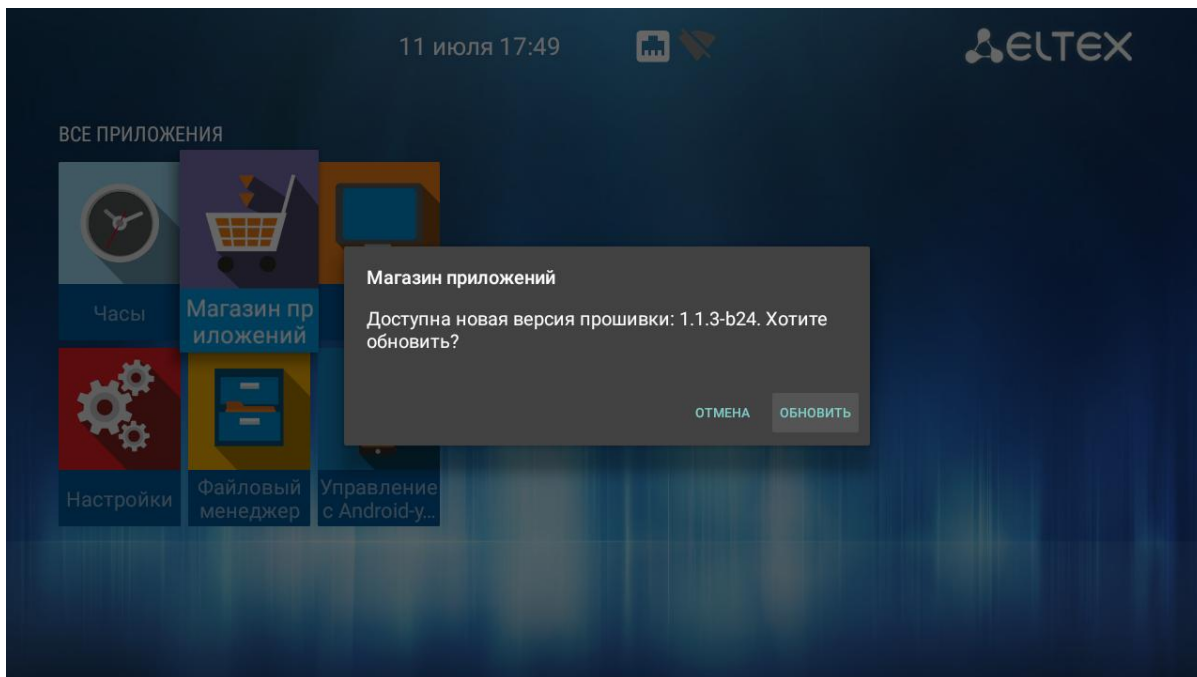 11 июля 17:49
ELTEX
ВСЕ ПРИЛОЖЕНИЯ
Часы
Магазин пр
иложений
Магазин приложений
Доступна новая версия прошивки: 1.1.3-b24. Хотите
обновить?
ОТМЕНА
ОБНОВИТЬ
Настройки
Файловый
менеджер
Управление
с Android-у...